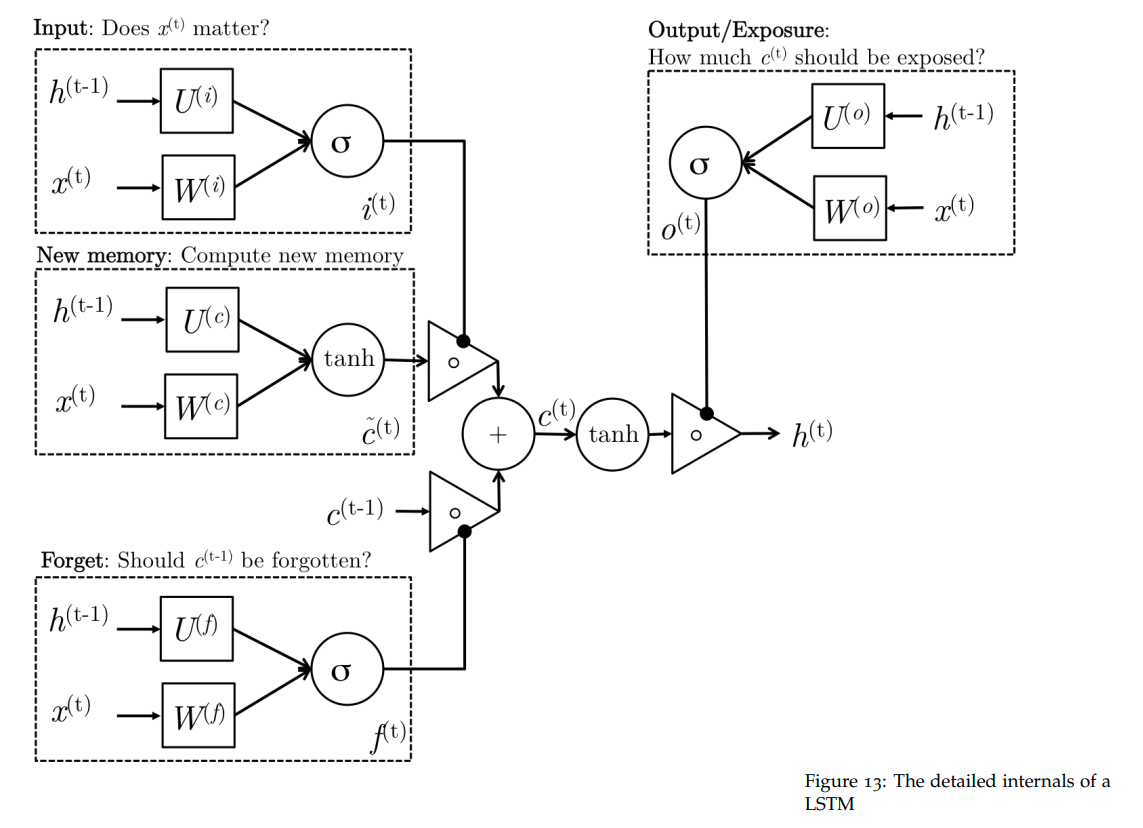 Input: Does x(t) matter?
h(t-1)
U(i)
σ
x(t)
W(i)
i(t)
New memory: Compute new memory
h(t-1)
U(c)
tanh
x(t)
W(c)
c̃(t)
Output/Exposure:
How much c(t) should be exposed?
U(o)
h(t-1)
σ
W(o)
x(t)
o(t)
+
c(t)
tanh
h(t)
c(t-1)
Forget: Should c(t-1) be forgotten?
h(t-1)
U(f)
σ
x(t)
W(f)
f(t)
Figure 13: The detailed internals of a
LSTM